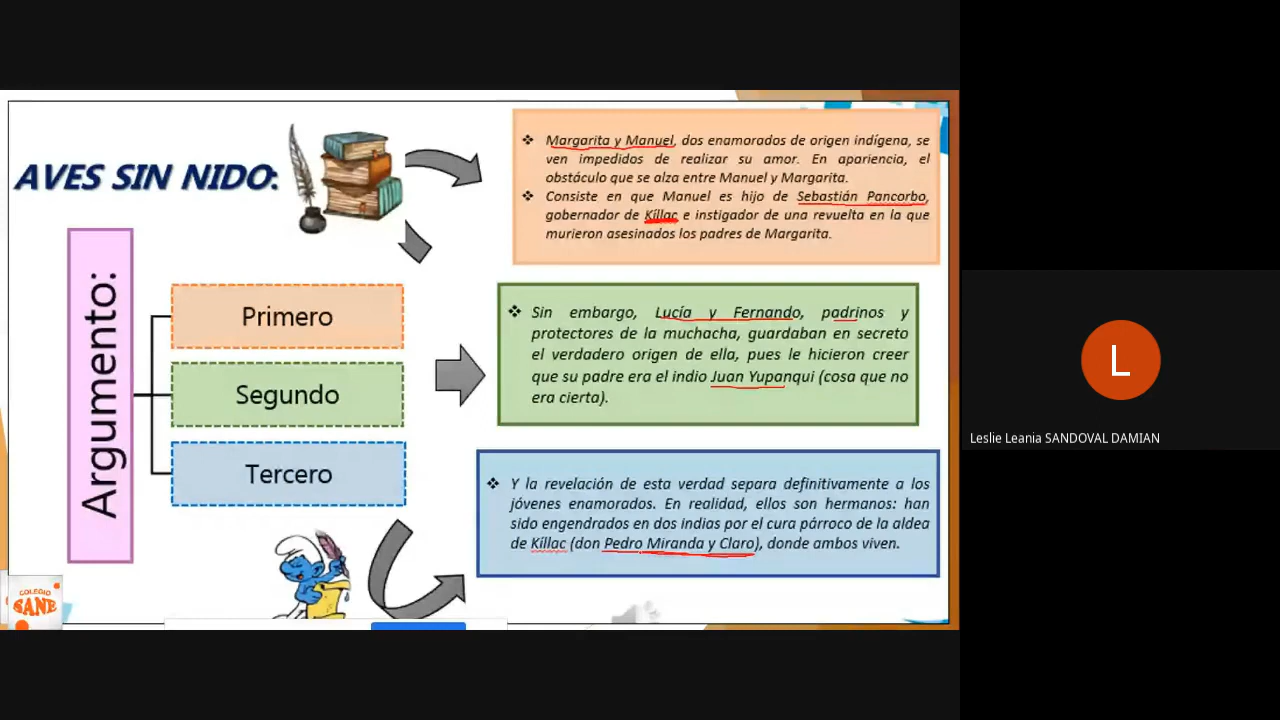 AVES SIN NIDO:
Argumento:
Primero
Segundo
Tercero
❖ Margarita y Manuel, dos enamorados de origen indígena, se
ven impedidos de realizar su amor. En apariencia, el
obstáculo que se alza entre Manuel y Margarita.
❖ Consiste en que Manuel es hijo de Sebastián Pancorbo,
gobernador de Kíllac e instigador de una revuelta en la que
murieron asesinados los padres de Margarita.
❖ Sin embargo, Lucía y Fernando, padrinos y
protectores de la muchacha, guardaban en secreto
el verdadero origen de ella, pues le hicieron creer
que su padre era el indio Juan Yupanqui (cosa que no
era cierta).
❖ Y la revelación de esta verdad separa definitivamente a los
jóvenes enamorados. En realidad, ellos son hermanos: han
sido engendrados en dos indias por el cura párroco de la aldea
de Kíllac (don Pedro Miranda y Claro), donde ambos viven.
COLEGIO
SANE
L
Leslie Leania SANDOVAL DAMIAN